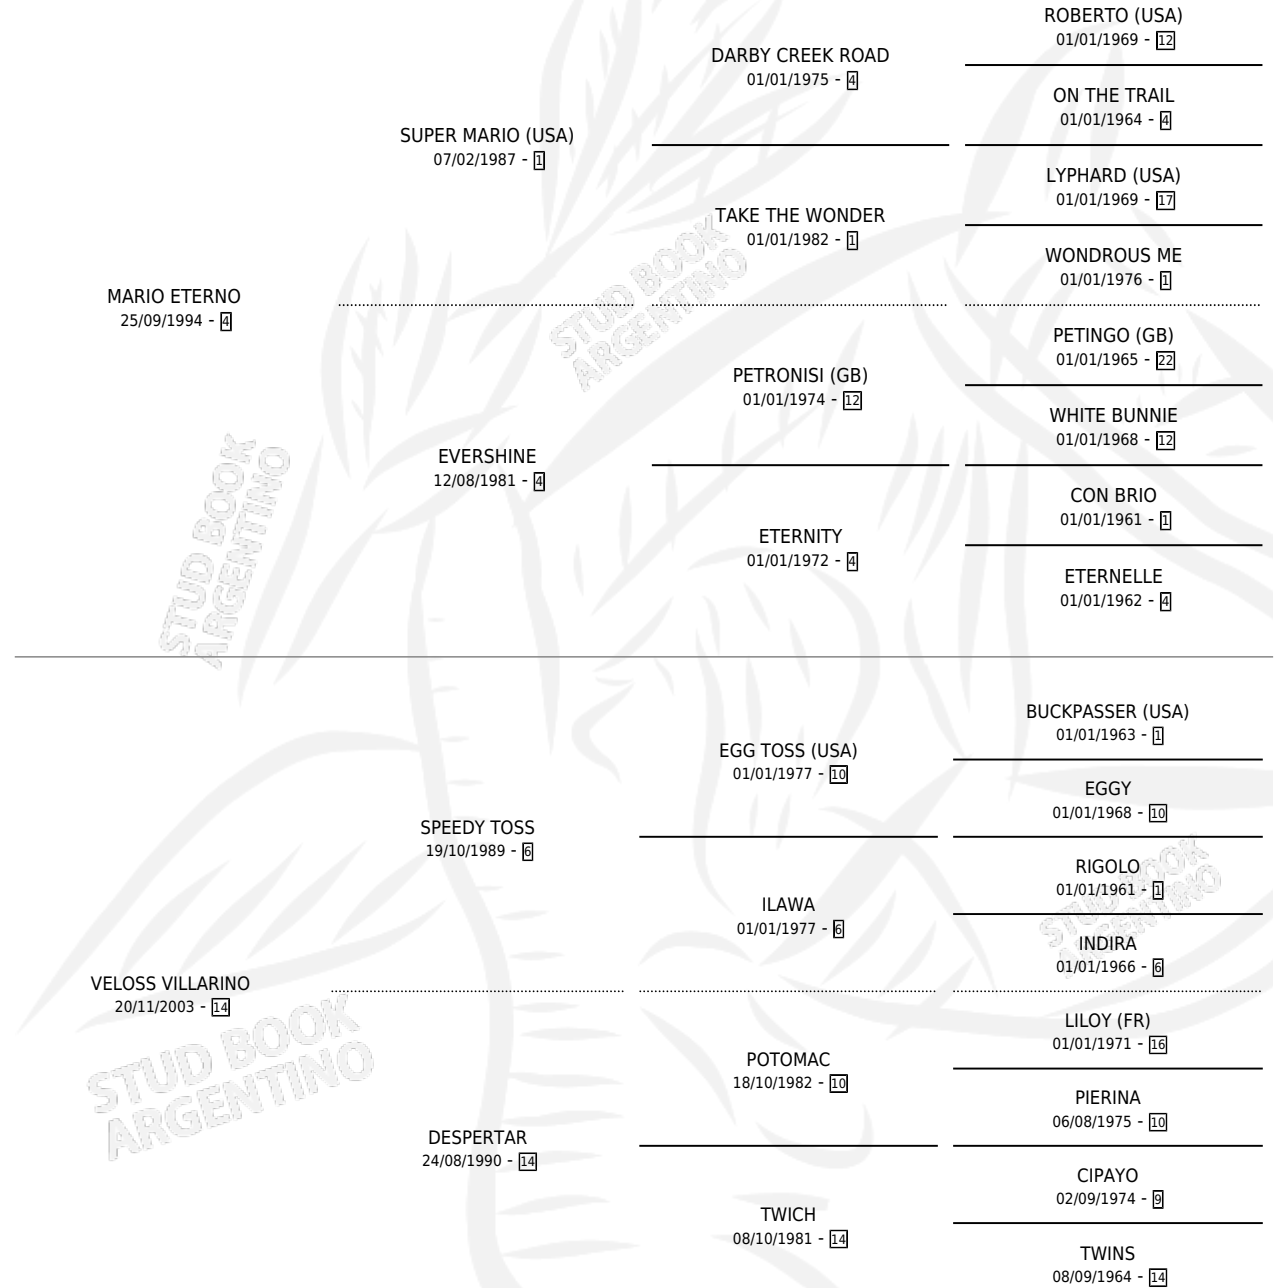 ROBERTO (USA)
01/01/1969 - 12
DARBY CREEK ROAD
01/01/1975 - 4
ON THE TRAIL
01/01/1964 - 4
SUPER MARIO (USA)
07/02/1987 - 1
LYPHARD (USA)
01/01/1969 - 17
TAKE THE WONDER
01/01/1982 - 1
WONDROUS ME
01/01/1976 - 1
MARIO ETERNO
25/09/1994 - 4
PETINGO (GB)
01/01/1965 - 22
PETRONISI (GB)
01/01/1974 - 12
WHITE BUNNIE
01/01/1968 - 12
EVERSHINE
12/08/1981 - 4
CON BRIO
01/01/1961 - 1
ETERNITY
01/01/1972 - 4
ETERNELLE
01/01/1962 - 4
BUCKPASSER (USA)
01/01/1963 - 1
EGG TOSS (USA)
01/01/1977 - 10
EGGY
01/01/1968 - 10
SPEEDY TOSS
19/10/1989 - 6
RIGOLO
01/01/1961 - 1
ILAWA
01/01/1977 - 6
INDIRA
01/01/1966 - 6
VELOSS VILLARINO
20/11/2003 - 14
LILOY (FR)
01/01/1971 - 16
POTOMAC
18/10/1982 - 10
PIERINA
06/08/1975 - 10
DESPERTAR
24/08/1990 - 14
CIPAYO
02/09/1974 - 9
TWICH
08/10/1981 - 14
TWINS
08/09/1964 - 14
STUD BOOK
ARGENTINO
STUD BOOK
ARGENTINO
STUD BOOK
ARGENTINO
STUD BOOK
ARGENTINO